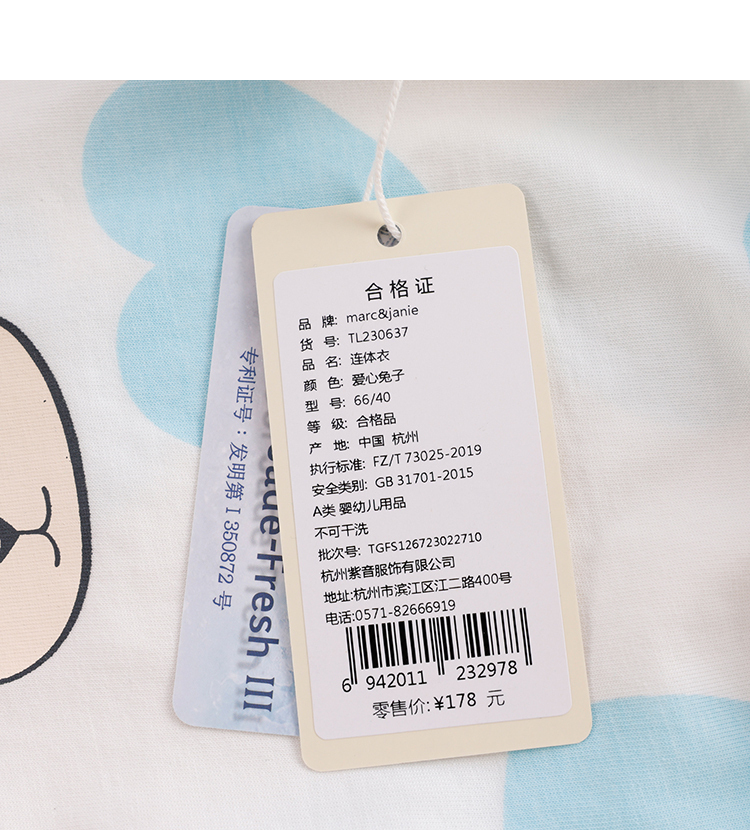 合格证
品 牌: marc&janie
货 号: TL230637
品 名: 连体衣
颜 色: 爱心兔子
型 号: 66/40
等 级: 合格品
产 地: 中国 杭州
执行标准: FZ/T 73025-2019
安全类别: GB 31701-2015
A类 婴幼儿用品
不可干洗
批次号: TGFS126723022710
杭州紫音服饰有限公司
地址:杭州市滨江区江二路400号
电话:0571-82666919
6 942011 232978
零售价:¥178 元
专利证号:发明第I350872号
-Fresh III